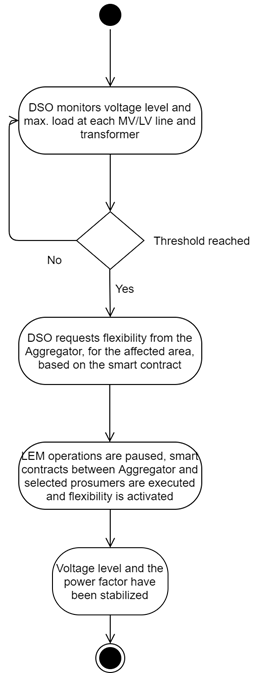 DSO monitors voltage level and
max. load at each MV/LV line and
transformer
Threshold reached
No
Yes
DSO requests flexibility from the
Aggregator, for the affected area,
based on the smart contract
LEM operations are paused, smart
contracts between Aggregator and
selected prosumers are executed
and flexibility is activated
Voltage level and the
power factor have
been stabilized